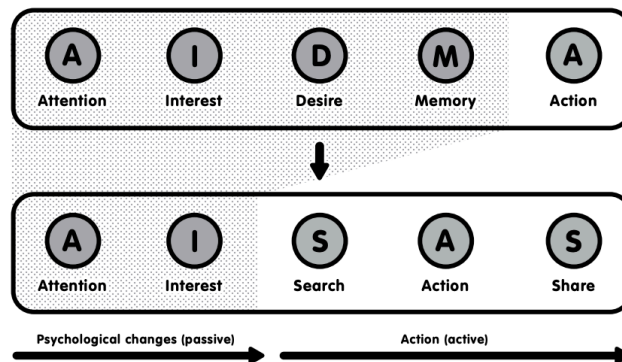 A I D M A
Attention Interest Desire Memory Action
A I S A S
Attention Interest Search Action Share
Psychological changes (passive) Action (active)